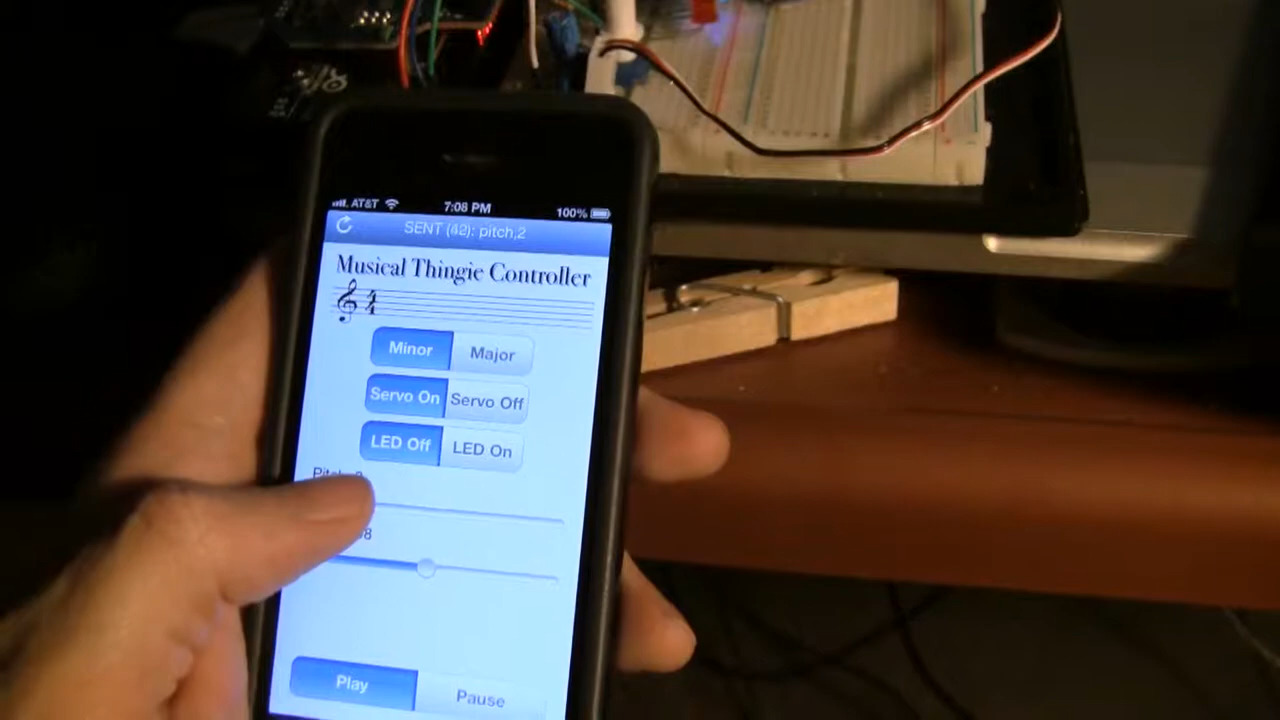 AT&T 7:08 PM 100%
SENT (42): pitch,2
Musical Thingie Controller
Minor Major
Servo On Servo Off
LED Off LED On
Play Pause